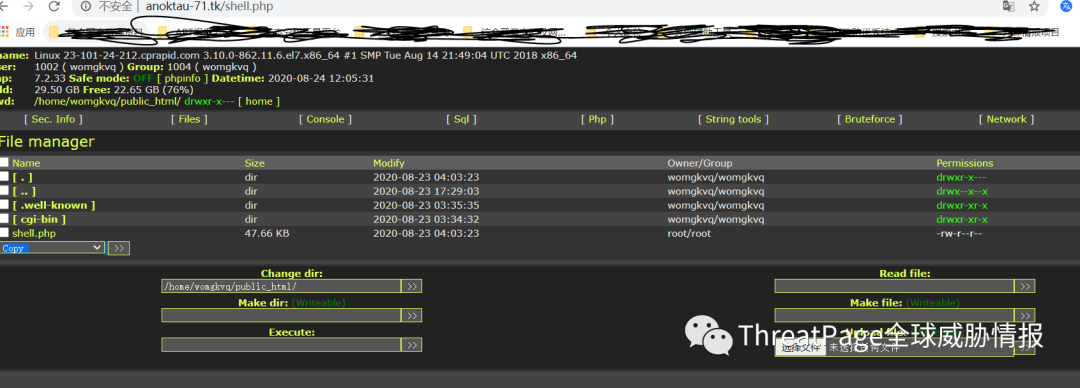 不安全 | anoktau-71.tk/shell.php
应用
name: Linux 23-101-24-212.cprapid.com 3.10.0-862.11.6.el7.x86_64 #1 SMP Tue Aug 14 21:49:04 UTC 2018 x86_64
ser: 1002 ( womgkvq ) Group: 1004 ( womgkvq )
hp: 7.2.33 Safe mode: OFF [ phpinfo ] Datetime: 2020-08-24 12:05:31
dd: 29.50 GB Free: 22.65 GB (76%)
wd: /home/womgkvq/public_html/ drwxr-x--- [ home ]
[ Sec. Info ] [ Files ] [ Console ] [ Sql ] [ Php ] [ String tools ] [ Bruteforce ] [ Network ]
File manager
Name Size Modify Owner/Group Permissions
[ . ] dir 2020-08-23 04:03:23 womgkvq/womgkvq drwxr-x---
[ .. ] dir 2020-08-23 17:29:03 womgkvq/womgkvq drwx--x--x
[ .well-known ] dir 2020-08-23 03:35:35 womgkvq/womgkvq drwxr-xr-x
[ cgi-bin ] dir 2020-08-23 03:34:32 womgkvq/womgkvq drwxr-xr-x
shell.php 47.66 KB 2020-08-23 04:03:23 root/root -rw-r--r--
Copy >>
Change dir: Read file:
/home/womgkvq/public_html/ >> >>
Make dir: (Writeable) Make file: (Writeable)
>> >>
Execute: Upload file:
>> 选择文件 未选择任何文件 >>
ThreatPage全球威胁情报